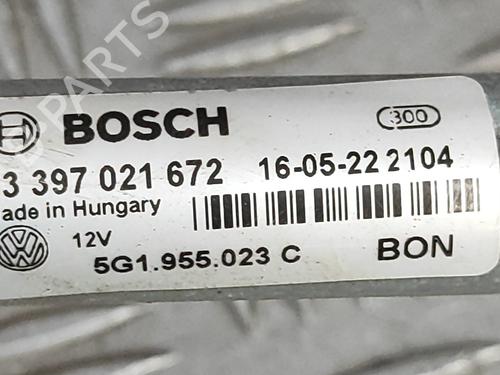 BOSCH 300
3 397 021 672 16-05-22 2104
ade in Hungary
12V
5G1.955.023 C BON